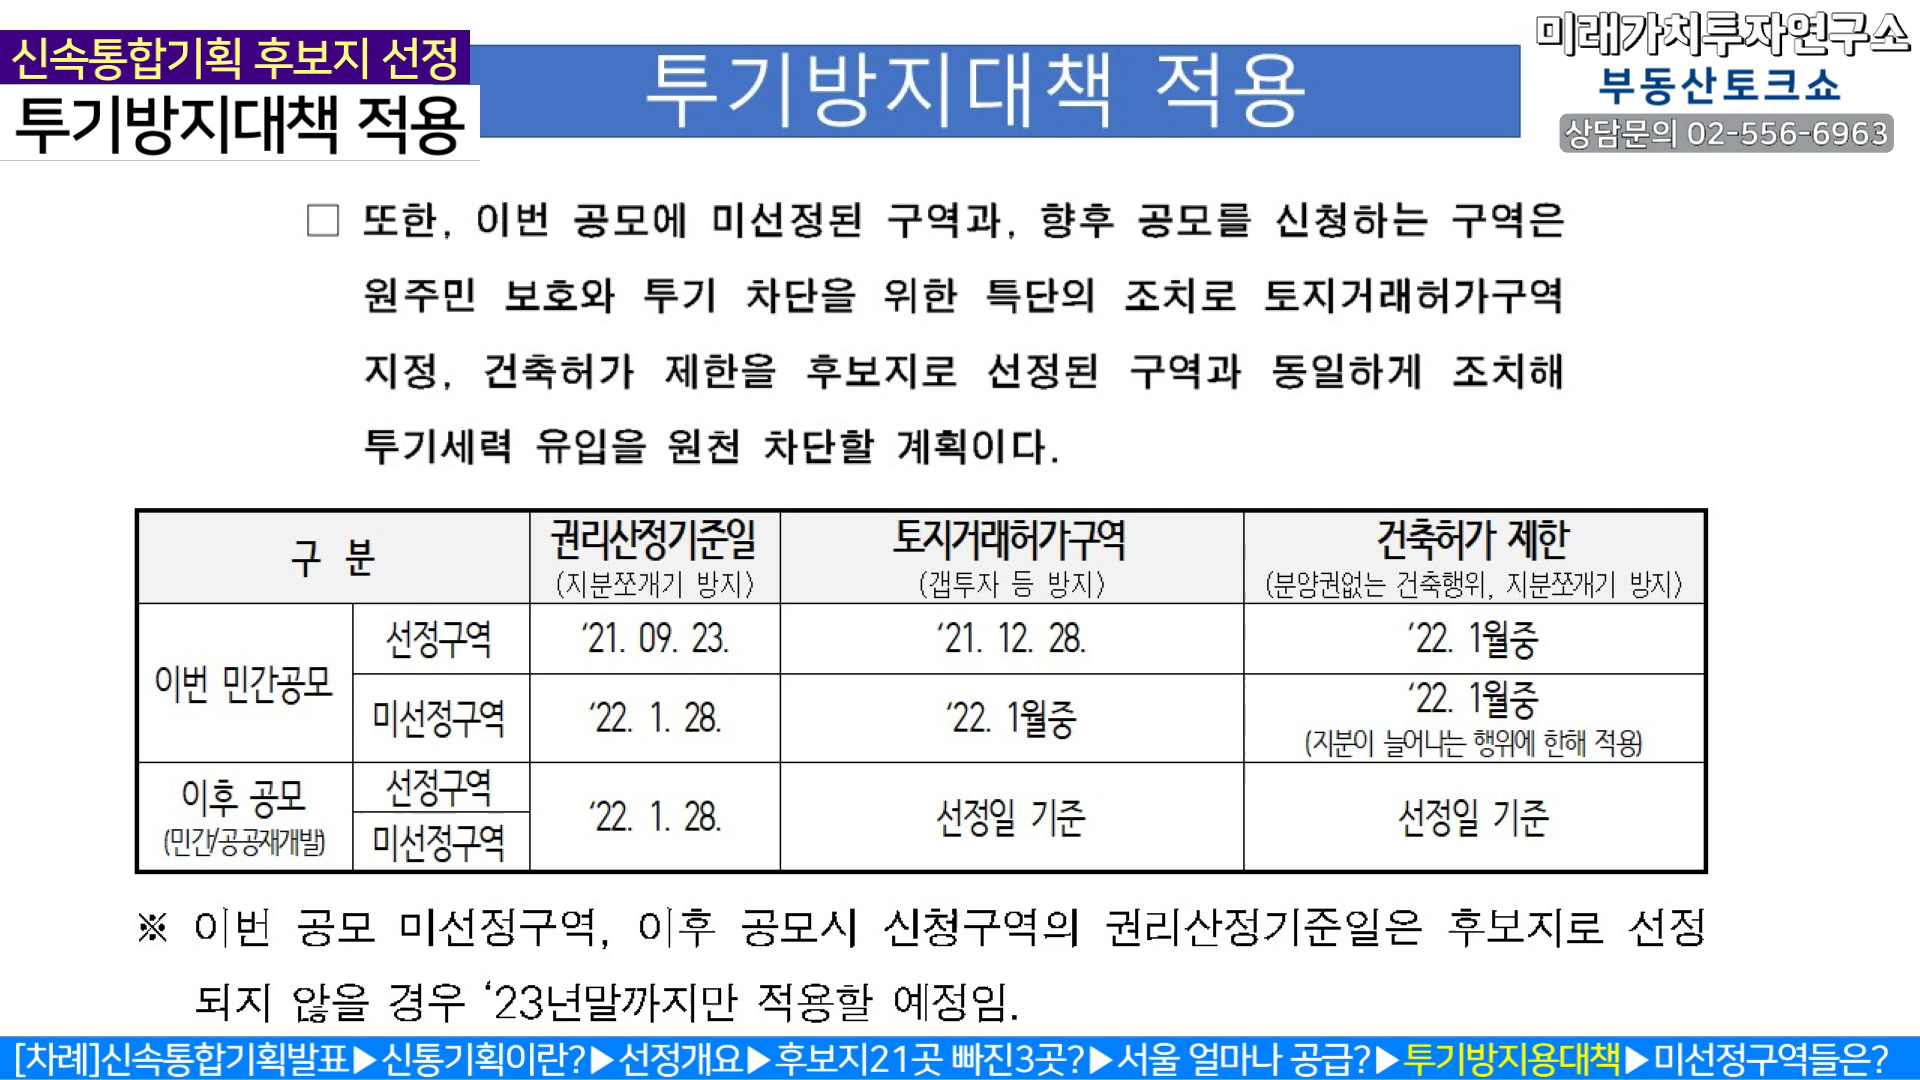 신속통합기획 후보지 선정
투기방지대책 적용
투기방지대책 적용
미래가치투자연구소
부동산토크쇼
상담문의 02-556-6963
□ 또한, 이번 공모에 미선정된 구역과, 향후 공모를 신청하는 구역은
원주민 보호와 투기 차단을 위한 특단의 조치로 토지거래허가구역
지정, 건축허가 제한을 후보지로 선정된 구역과 동일하게 조치해
투기세력 유입을 원천 차단할 계획이다.
구 분
권리산정기준일
(지분쪼개기 방지)
토지거래허가구역
(갭투자 등 방지)
건축허가 제한
(분양권없는 건축행위, 지분쪼개기 방지)
이번 민간공모
선정구역
‘21. 09. 23.
‘21. 12. 28.
‘22. 1월중
미선정구역
‘22. 1. 28.
‘22. 1월중
‘22. 1월중
(지분이 늘어나는 행위에 한해 적용)
이후 공모
(민간/공공재개발)
선정구역
미선정구역
‘22. 1. 28.
선정일 기준
선정일 기준
※ 이번 공모 미선정구역, 이후 공모시 신청구역의 권리산정기준일은 후보지로 선정
되지 않을 경우 ‘23년말까지만 적용할 예정임.
[차례]신속통합기획발표▶신통기획이란?▶선정개요▶후보지21곳 빠진3곳?▶서울 얼마나 공급?▶투기방지용대책▶미선정구역들은?